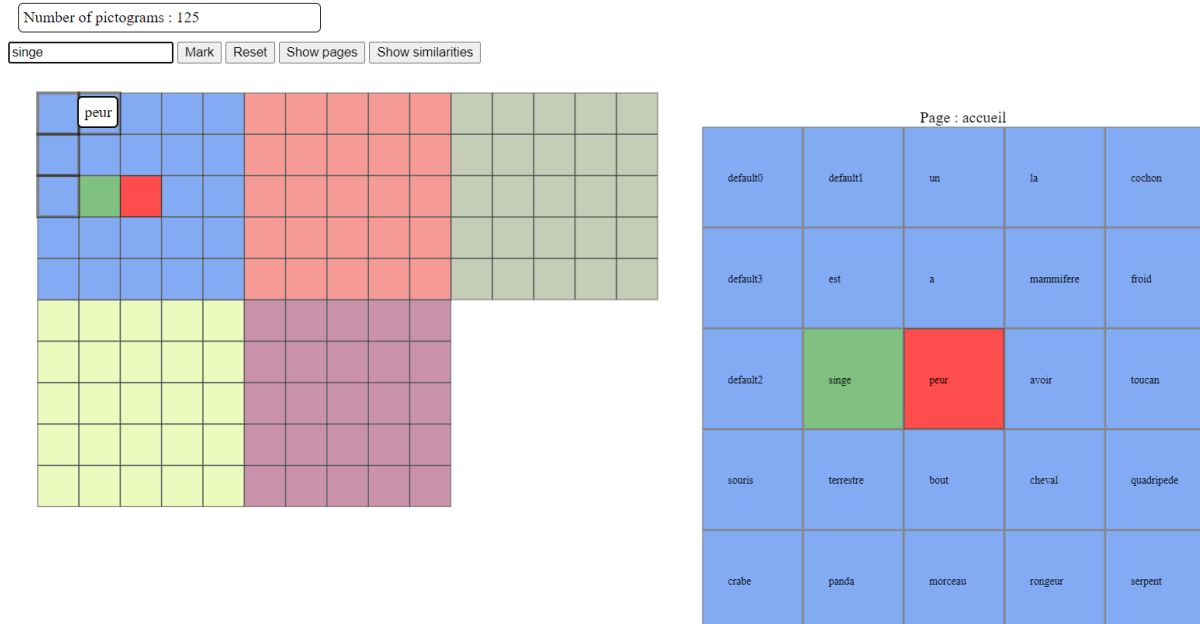 Number of pictograms : 125
singe Mark Reset Show pages Show similarities
peur
Page : accueil
default0 default1 un la cochon
default3 est a mammifere froid
default2 singe peur avoir toucan
souris terrestre bout cheval quadripede
crabe panda morceau rongeur serpent